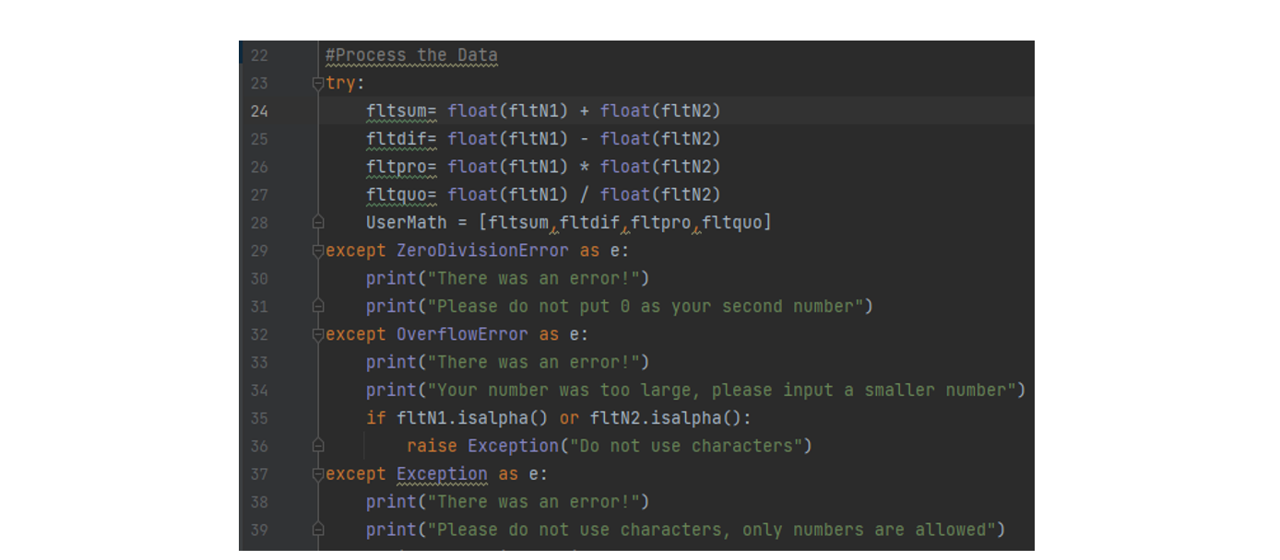 22 #Process the Data
23 try:
24 fltsum= float(fltN1) + float(fltN2)
25 fltdif= float(fltN1) - float(fltN2)
26 fltpro= float(fltN1) * float(fltN2)
27 fltquo= float(fltN1) / float(fltN2)
28 UserMath = [fltsum,fltdif,fltpro,fltquo]
29 except ZeroDivisionError as e:
30 print("There was an error!")
31 print("Please do not put 0 as your second number")
32 except OverflowError as e:
33 print("There was an error!")
34 print("Your number was too large, please input a smaller number")
35 if fltN1.isalpha() or fltN2.isalpha():
36 raise Exception("Do not use characters")
37 except Exception as e:
38 print("There was an error!")
39 print("Please do not use characters, only numbers are allowed")